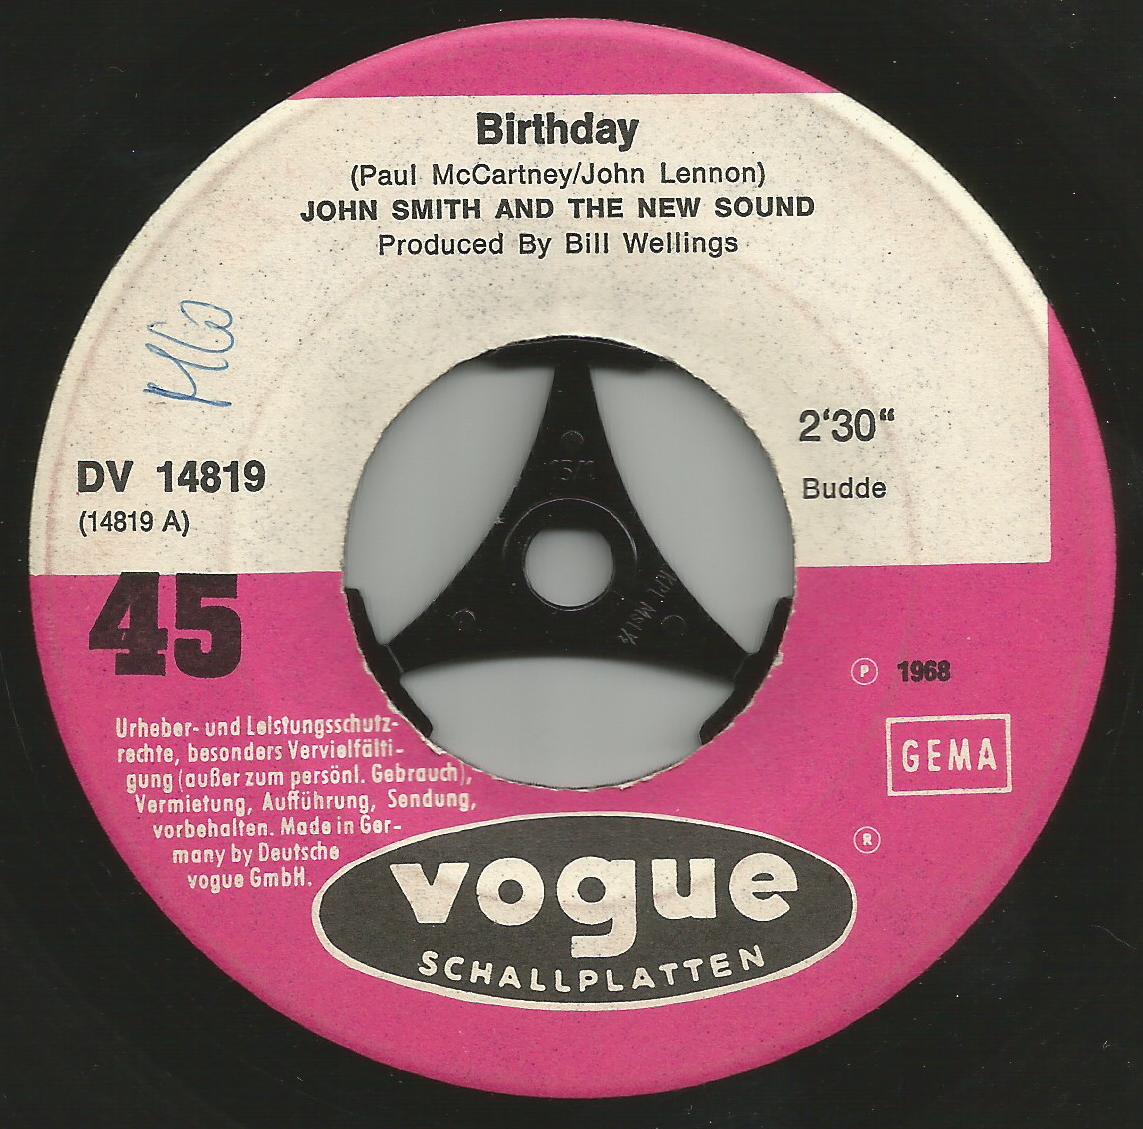 Birthday
(Paul McCartney/John Lennon)
JOHN SMITH AND THE NEW SOUND
Produced By Bill Wellings
2'30"
DV 14819
Budde
(14819 A)
45
Ⓟ 1968
Urheber- und Leistungsschutz-
rechte, besonders Vervielfälti-
gung (außer zum persönl. Gebrauch),
Vermietung, Aufführung, Sendung,
vorbehalten. Made in Ger-
many by Deutsche
vogue GmbH.
GEMA
®
vogue
SCHALLPLATTEN